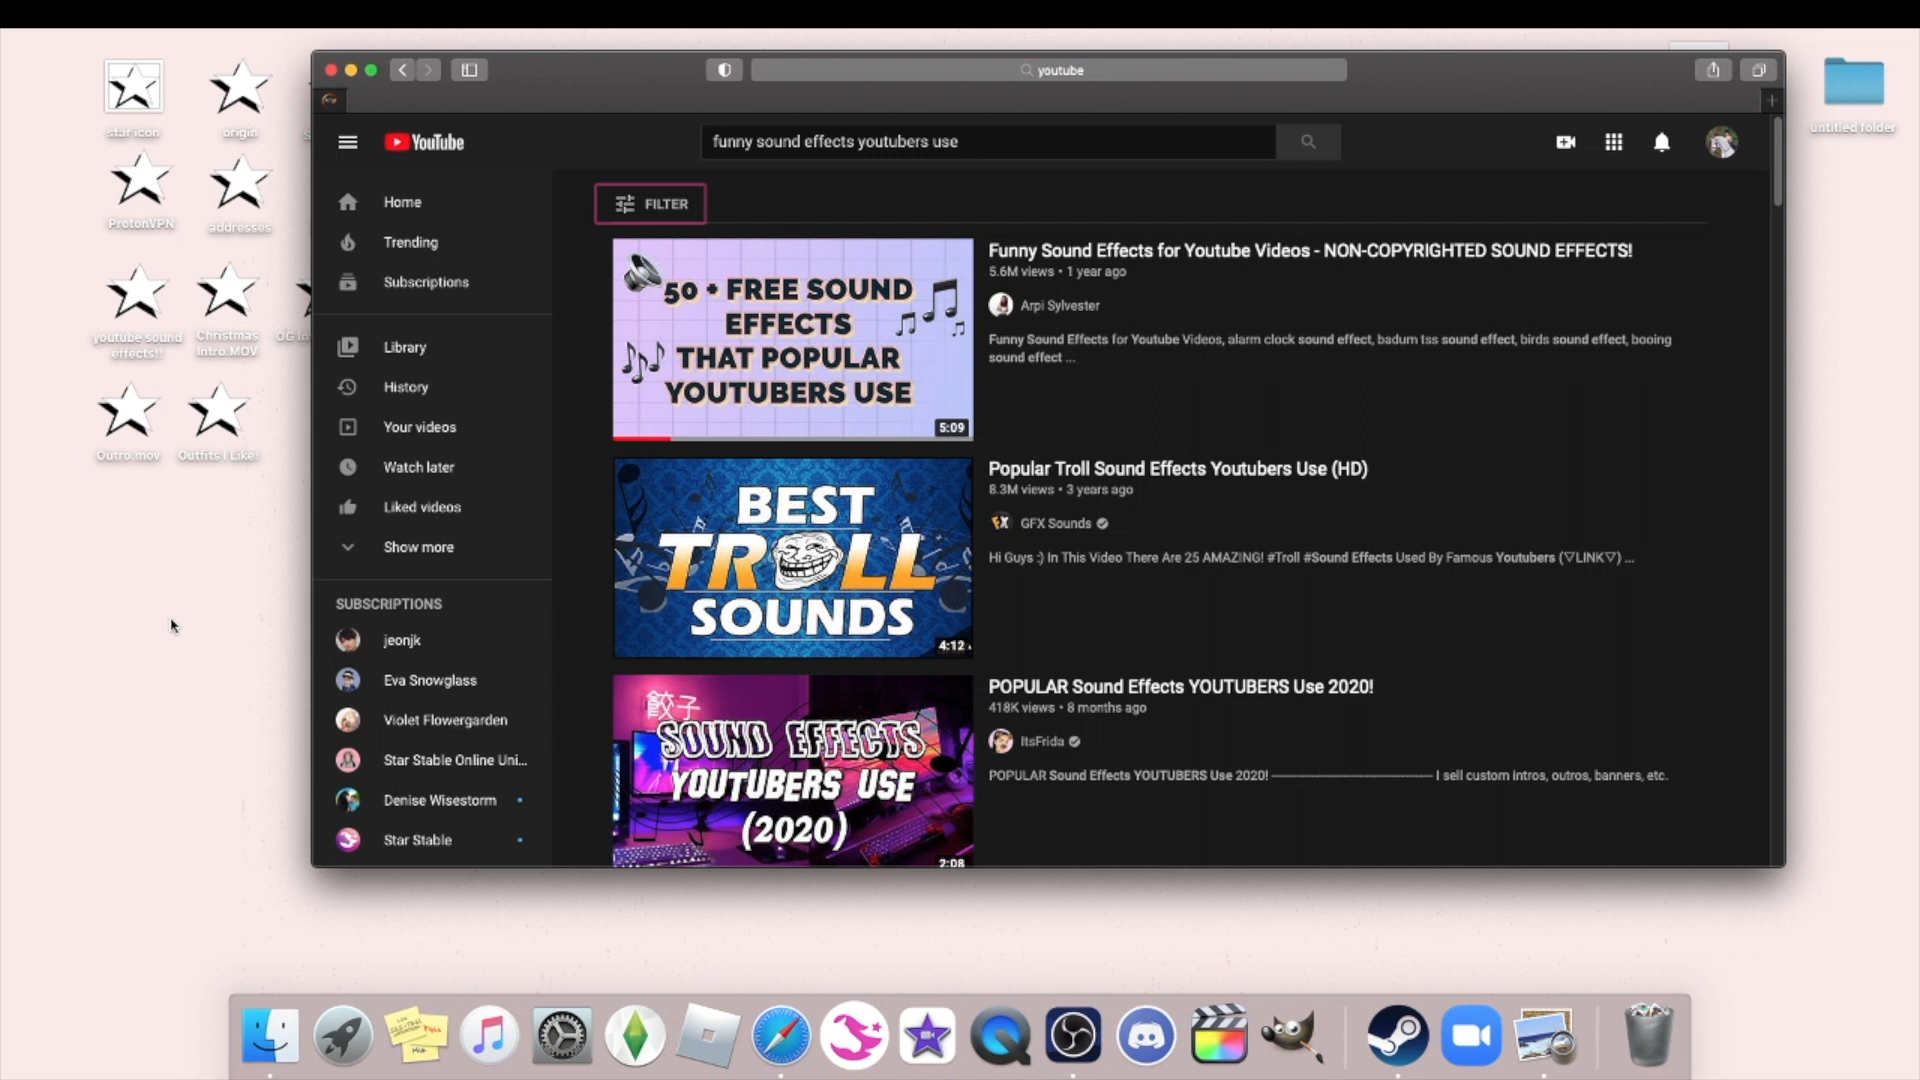 youtube
YouTube
funny sound effects youtubers use
Home
Trending
Subscriptions
Library
History
Your videos
Watch later
Liked videos
Show more
SUBSCRIPTIONS
jeonjk
Eva Snowglass
Violet Flowergarden
Star Stable Online Uni...
Denise Wisestorm
Star Stable
FILTER
50 + FREE SOUND
EFFECTS
THAT POPULAR
YOUTUBERS USE
5:09
Funny Sound Effects for Youtube Videos - NON-COPYRIGHTED SOUND EFFECTS!
5.6M views • 1 year ago
Arpi Sylvester
Funny Sound Effects for Youtube Videos, alarm clock sound effect, badum tss sound effect, birds sound effect, booing
sound effect ...
BEST
TROLL
SOUNDS
4:12
Popular Troll Sound Effects Youtubers Use (HD)
8.3M views • 3 years ago
FX GFX Sounds
Hi Guys :) In This Video There Are 25 AMAZING! #Troll #Sound Effects Used By Famous Youtubers (▽LINK▽) ...
餃子
SOUND EFFECTS
YOUTUBERS USE
(2020)
2:08
POPULAR Sound Effects YOUTUBERS Use 2020!
418K views • 8 months ago
ItsFrida
POPULAR Sound Effects YOUTUBERS Use 2020! ———————————— I sell custom intros, outros, banners, etc.
star icon
origin
ProtonVPN
addresses
youtube sound
effects!!
Christmas
Intro.MOV
OG In
Outro.mov
Outfits I Like!
untitled folder